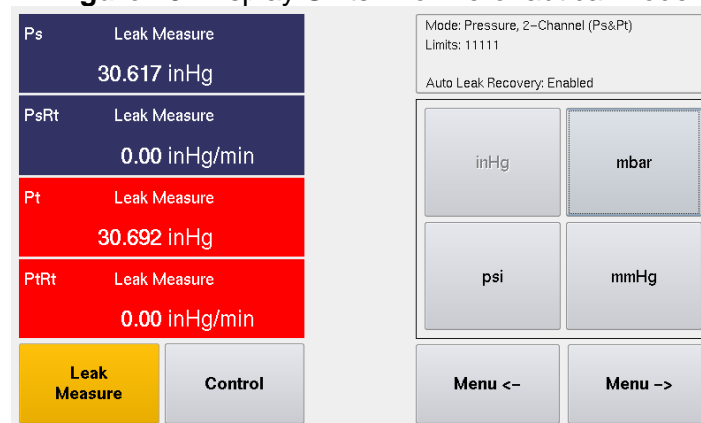 Ps Leak Measure
30.617 inHg
PsRt Leak Measure
0.00 inHg/min
Pt Leak Measure
30.692 inHg
PtRt Leak Measure
0.00 inHg/min
Leak
Measure
Control
Mode: Pressure, 2-Channel (Ps&Pt)
Limits: 11111
Auto Leak Recovery: Enabled
inHg mbar
psi mmHg
Menu <- Menu ->